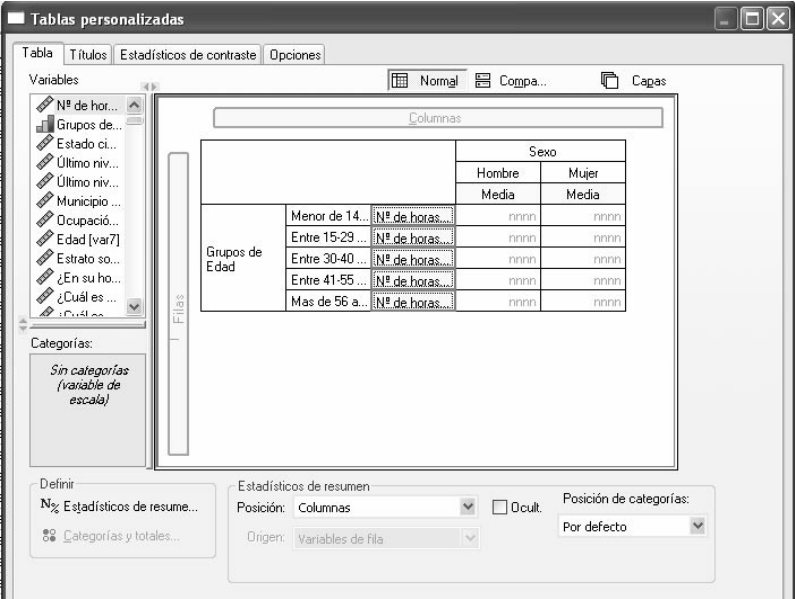 Tablas personalizadas
Tabla Títulos Estadísticos de contraste Opciones
Variables
Normal Compa... Capas
Nº de hor...
Grupos de...
Estado ci...
Último niv...
Último niv...
Municipio ...
Ocupació...
Edad [var7]
Estrato so...
¿En su ho...
¿Cuál es ...
Columnas
Filas
Sexo
Hombre Mujer
Media Media
Grupos de Edad
Menor de 14... Nº de horas... nnnn nnnn
Entre 15-29 ... Nº de horas... nnnn nnnn
Entre 30-40 ... Nº de horas... nnnn nnnn
Entre 41-55 ... Nº de horas... nnnn nnnn
Mas de 56 a... Nº de horas... nnnn nnnn
Categorías:
Sin categorías
(variable de
escala)
Definir
N% Estadísticos de resume...
Categorías y totales...
Estadísticos de resumen
Posición: Columnas Ocult.
Origen: Variables de fila
Posición de categorías:
Por defecto